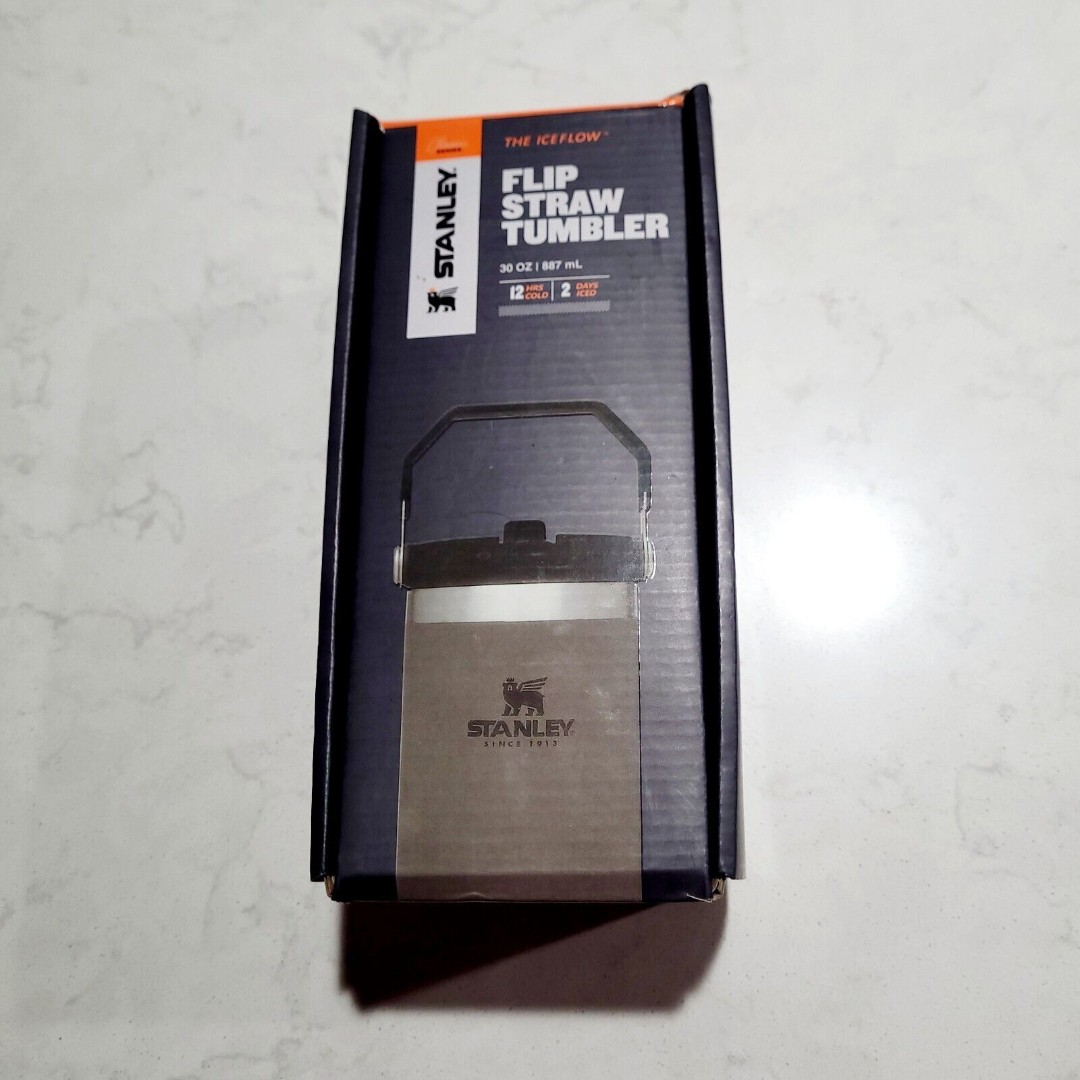 SERIES
STANLEY
THE ICEFLOW™
FLIP
STRAW
TUMBLER
30 OZ | 887 mL
12 HRS COLD | 2 DAYS ICED
STANLEY
SINCE 1913